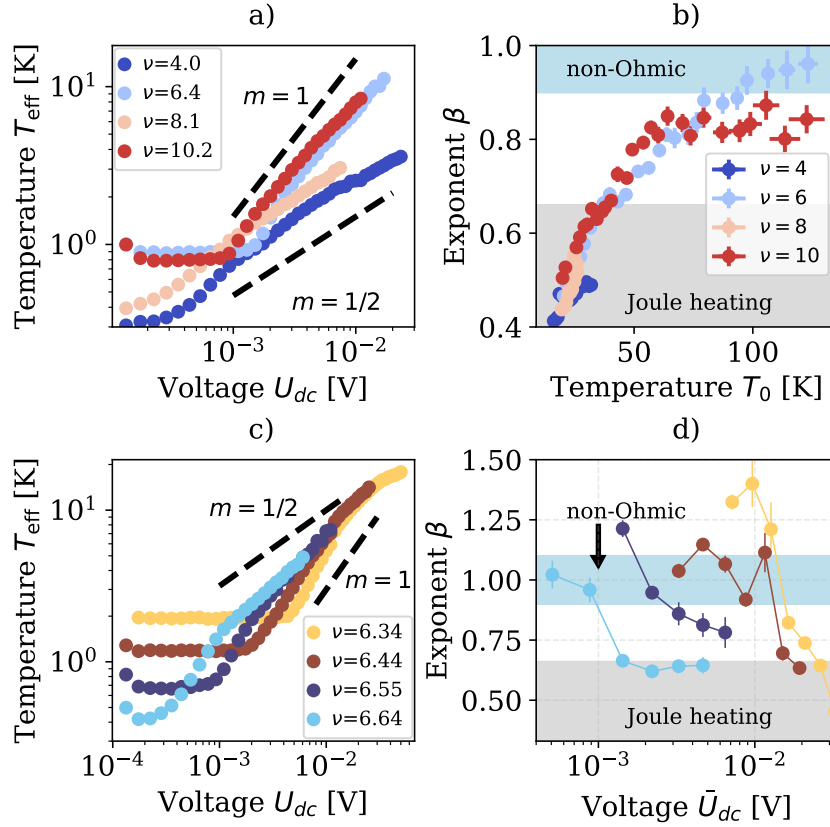 a)
Temperature T_eff [K]
10^1
10^0
ν=4.0
ν=6.4
ν=8.1
ν=10.2
m = 1
m = 1/2
10^−3
10^−2
Voltage U_dc [V]
b)
Exponent β
1.0
0.8
0.6
0.4
non-Ohmic
ν = 4
ν = 6
ν = 8
ν = 10
Joule heating
50
100
Temperature T_0 [K]
c)
Temperature T_eff [K]
10^1
10^0
m = 1/2
m = 1
ν=6.34
ν=6.44
ν=6.55
ν=6.64
10^−4
10^−3
10^−2
Voltage U_dc [V]
d)
Exponent β
1.50
1.25
1.00
0.75
0.50
non-Ohmic
Joule heating
10^−3
10^−2
Voltage Ū_dc [V]